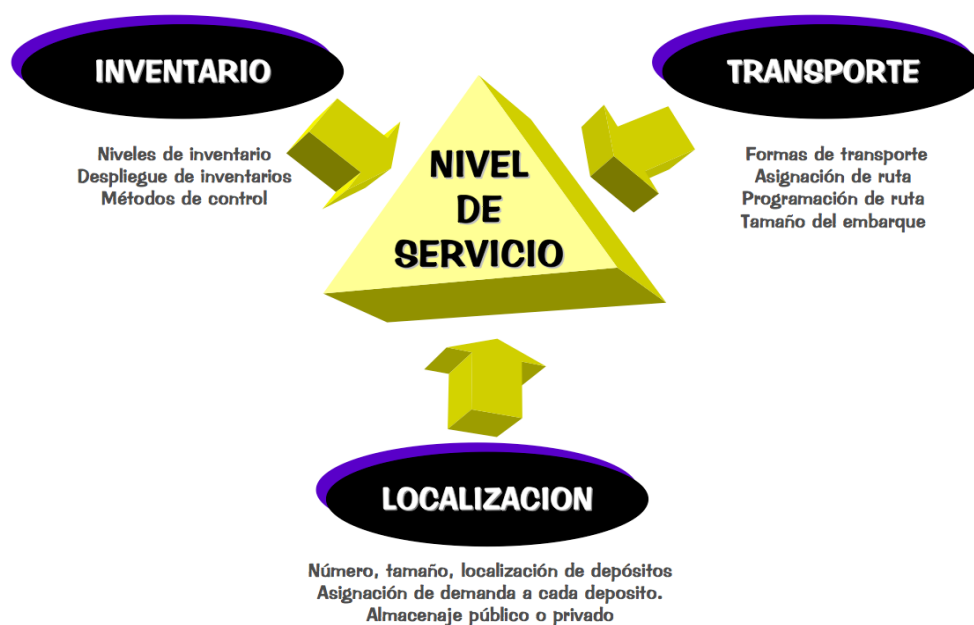 INVENTARIO
Niveles de inventario
Despliegue de inventarios
Métodos de control
TRANSPORTE
Formas de transporte
Asignación de ruta
Programación de ruta
Tamaño del embarque
NIVEL
DE
SERVICIO
LOCALIZACION
Número, tamaño, localización de depósitos
Asignación de demanda a cada deposito.
Almacenaje público o privado